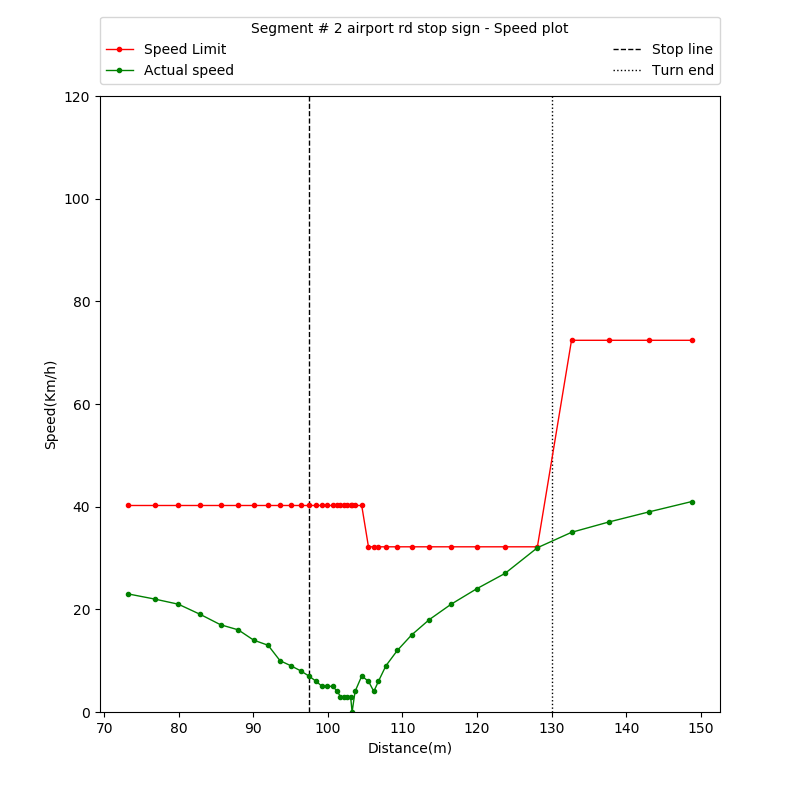 Segment # 2 airport rd stop sign - Speed plot
Speed Limit
Actual speed
Stop line
Turn end
120
100
80
60
40
20
0
Speed(Km/h)
70 80 90 100 110 120 130 140 150
Distance(m)